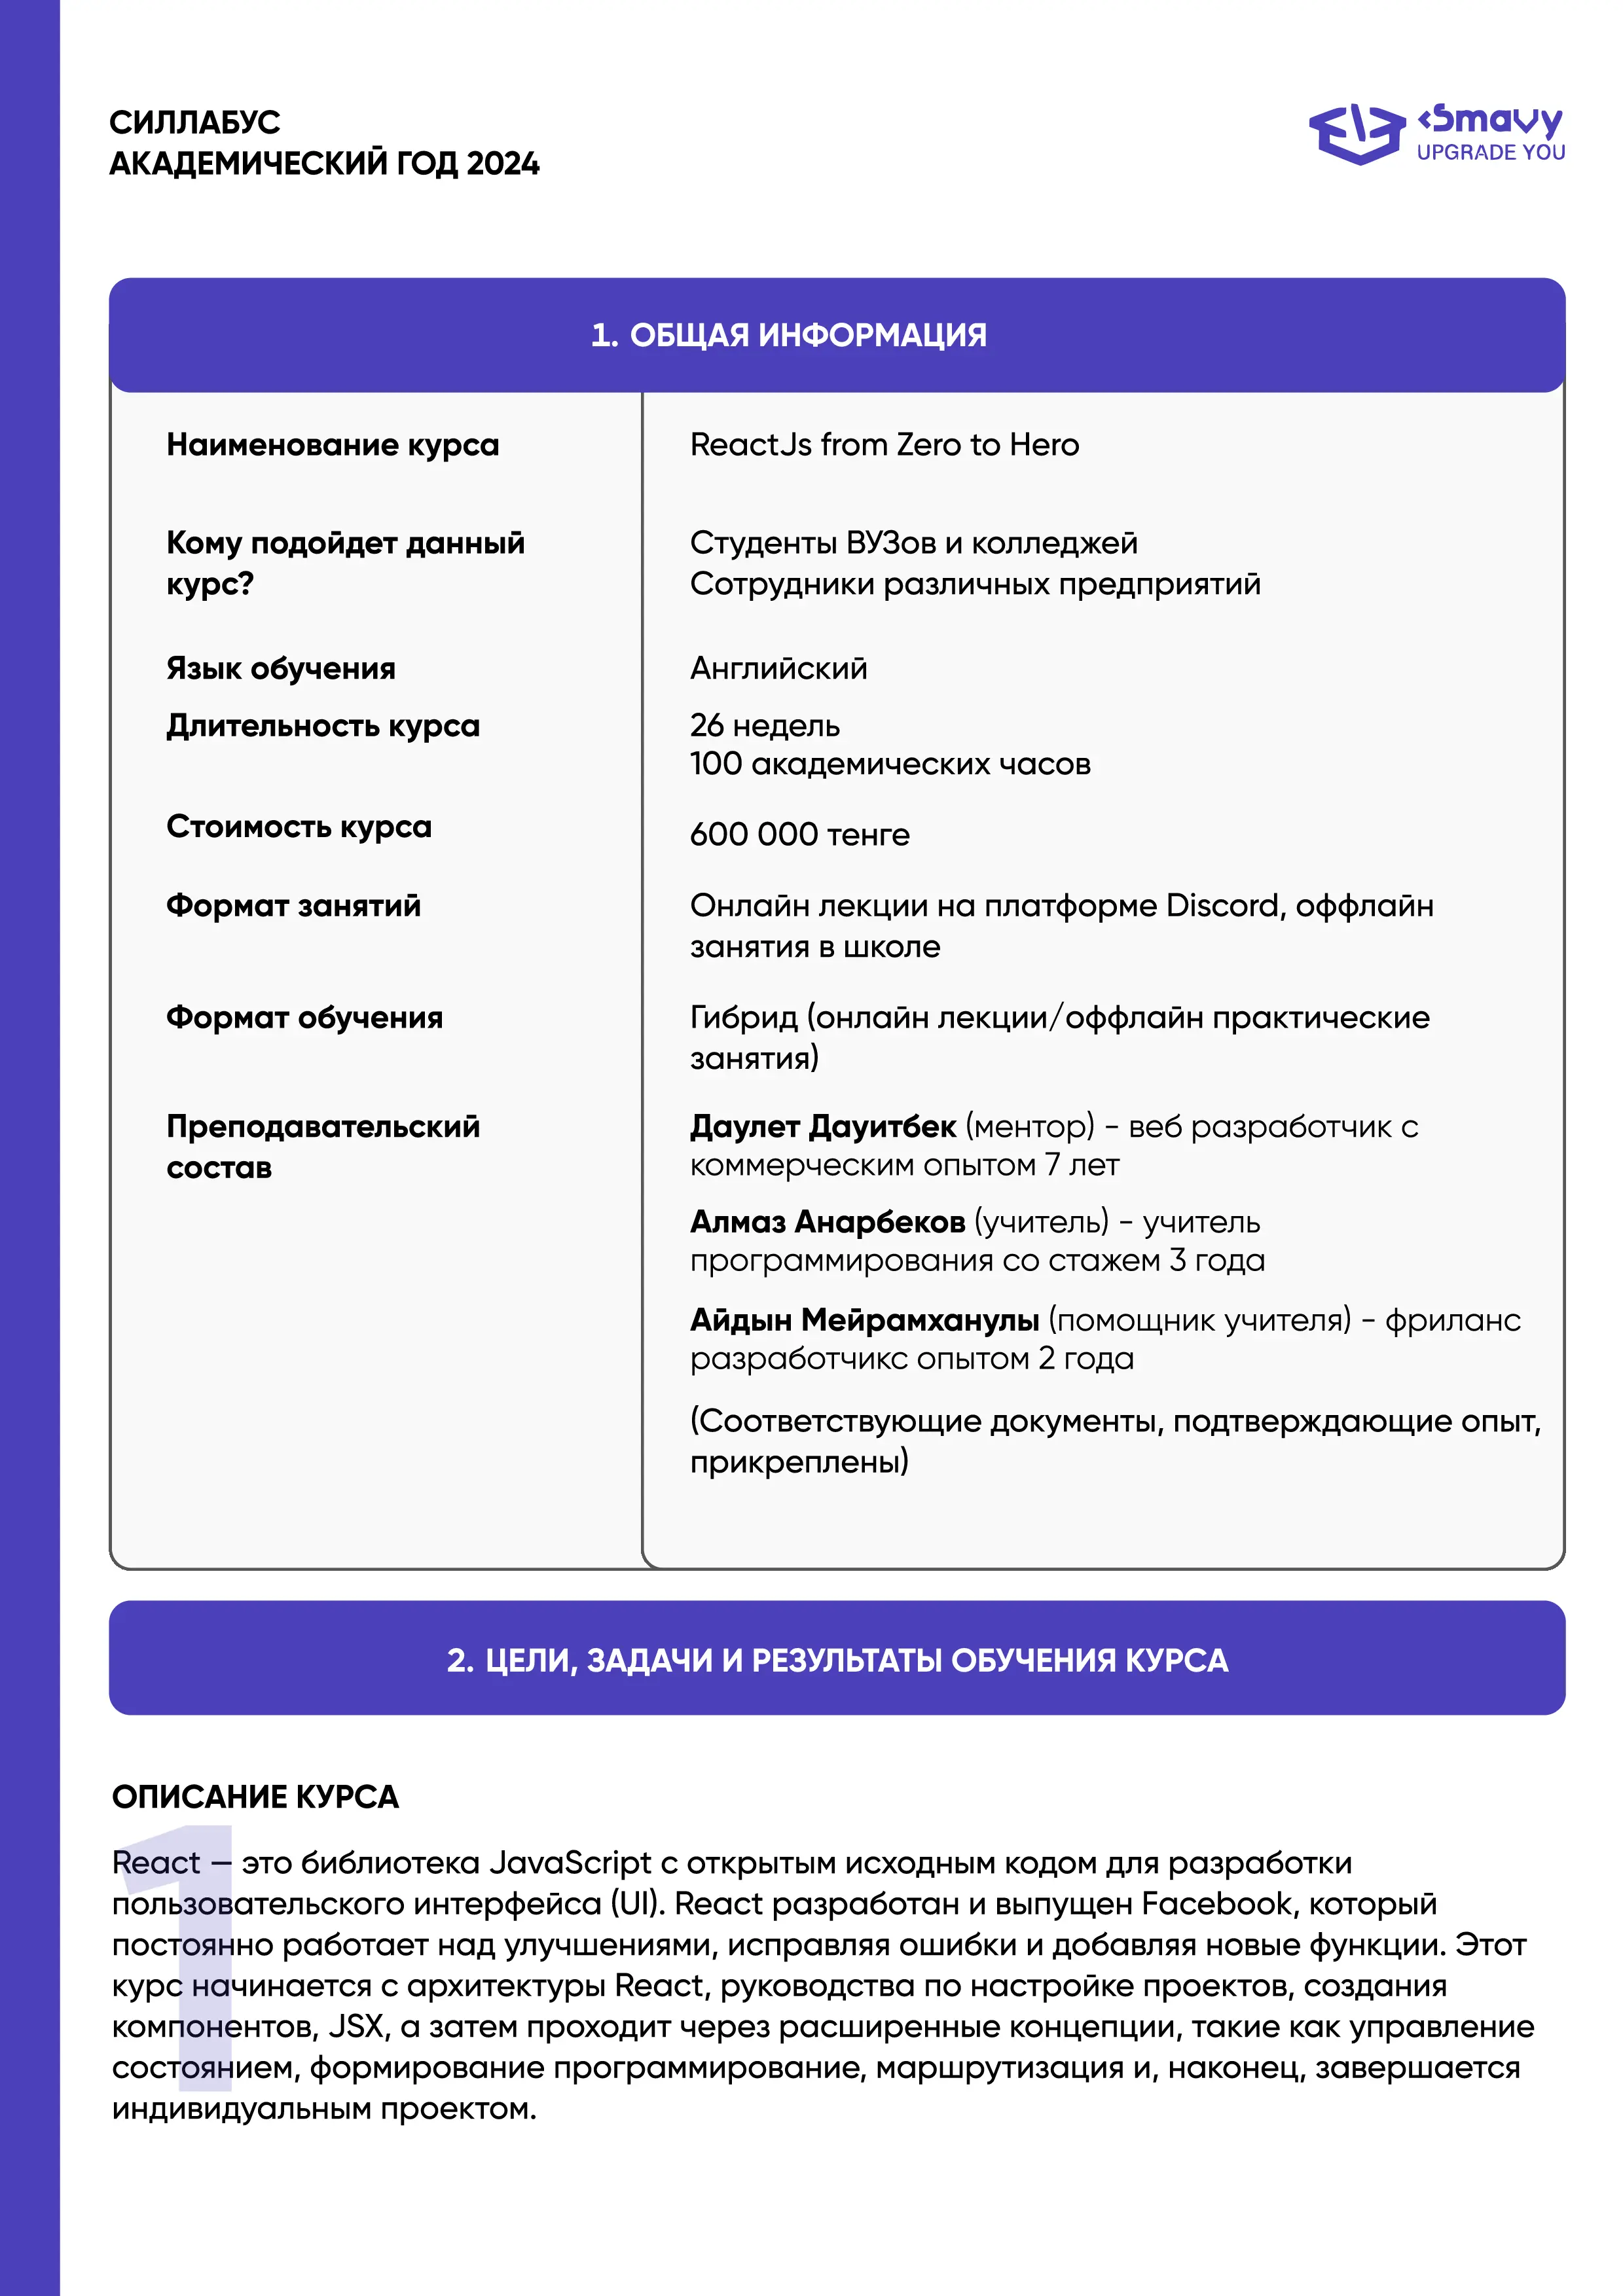 СИЛЛАБУС
АКАДЕМИЧЕСКИЙ ГОД 2024
<Smavy
UPGRADE YOU
1. ОБЩАЯ ИНФОРМАЦИЯ
Наименование курса
ReactJs from Zero to Hero
Кому подойдет данный
курс?
Студенты ВУЗов и колледжей
Сотрудники различных предприятий
Язык обучения
Английский
Длительность курса
26 недель
100 академических часов
Стоимость курса
600 000 тенге
Формат занятий
Онлайн лекции на платформе Discord, оффлайн
занятия в школе
Формат обучения
Гибрид (онлайн лекции/оффлайн практические
занятия)
Преподавательский
состав
Даулет Дауитбек (ментор) - веб разработчик с
коммерческим опытом 7 лет
Алмаз Анарбеков (учитель) - учитель
программирования со стажем 3 года
Айдын Мейрамханулы (помощник учителя) - фриланс
разработчикс опытом 2 года
(Соответствующие документы, подтверждающие опыт,
прикреплены)
2. ЦЕЛИ, ЗАДАЧИ И РЕЗУЛЬТАТЫ ОБУЧЕНИЯ КУРСА
ОПИСАНИЕ КУРСА
1
React — это библиотека JavaScript с открытым исходным кодом для разработки
пользовательского интерфейса (UI). React разработан и выпущен Facebook, который
постоянно работает над улучшениями, исправляя ошибки и добавляя новые функции. Этот
курс начинается с архитектуры React, руководства по настройке проектов, создания
компонентов, JSX, а затем проходит через расширенные концепции, такие как управление
состоянием, формирование программирование, маршрутизация и, наконец, завершается
индивидуальным проектом.